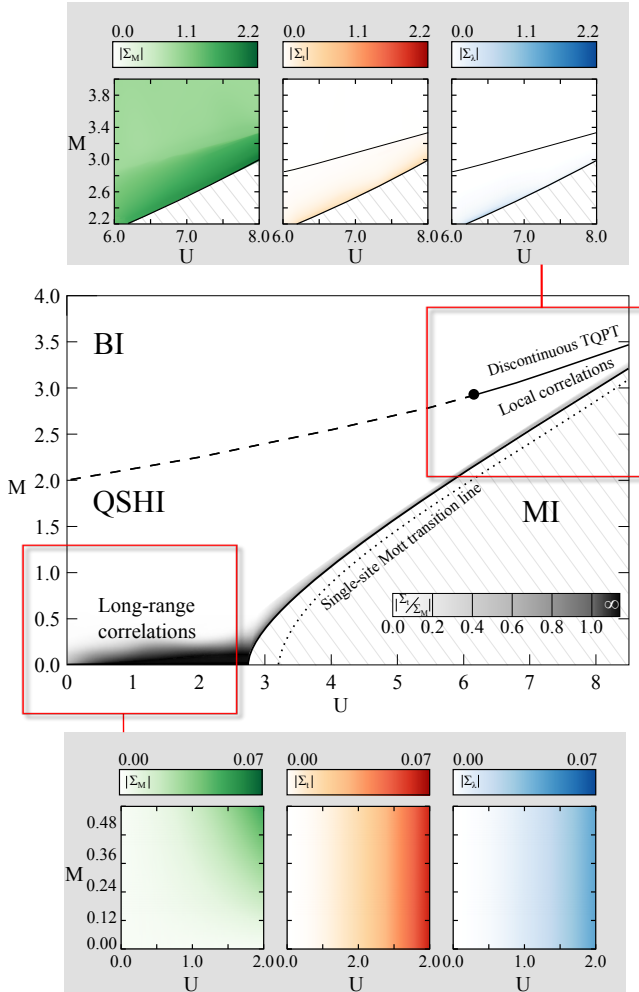 0.0 1.1 2.2 0.0 1.1 2.2 0.0 1.1 2.2
|Σ_M| |Σ_t| |Σ_λ|
3.8
3.4
M
3.0
2.6
2.2
6.0 7.0 8.0 6.0 7.0 8.0 6.0 7.0 8.0
U U U
4.0
BI
3.5
Discontinuous TQPT
3.0
Local correlations
2.5
M
2.0
QSHI
MI
1.5
Single-site Mott transition line
1.0
|Σ_t/Σ_M| ∞
0.0 0.2 0.6 1.0
Long-range
correlations
0.5
0.0
0 1 2 3 4 5 6 7 8
U
0.00 0.07 0.00 0.07 0.00 0.07
|Σ_M| |Σ_t| |Σ_λ|
0.48
0.36
M
0.24
0.12
0.00
0.0 1.0 2.0 0.0 2.0 2.0 0.0 1.0 2.0
U U U